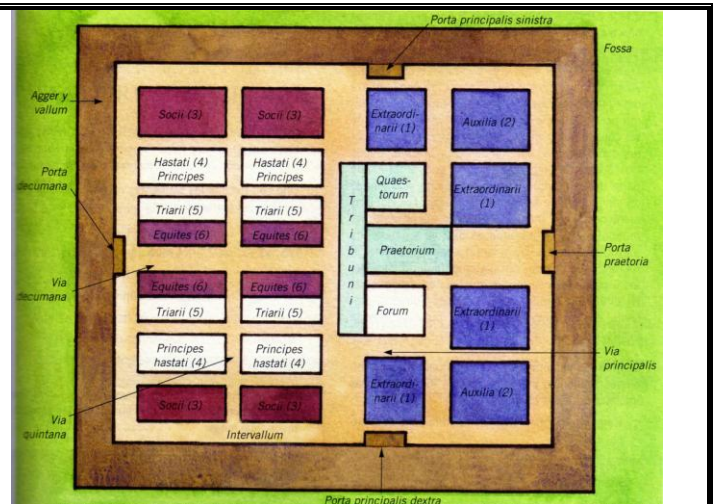 Porta principalis sinistra
Fossa
Agger y
vallum
Socii (3)
Socii (3)
Extraordi-
narii (1)
Auxilia (2)
Hastati (4)
Principes
Hastati (4)
Principes
Porta
decumana
Quaes-
torum
Extraordinarii
(1)
Triarii (5)
Triarii (5)
Tribuni
Equites (6)
Equites (6)
Praetorium
Porta
praetoria
Via
decumana
Equites (6)
Equites (6)
Triarii (5)
Triarii (5)
Forum
Extraordinarii
(1)
Principes
hastati (4)
Principes
hastati (4)
Via
principalis
Extraordi-
narii (1)
Auxilia (2)
Socii (3)
Socii (3)
Via
quintana
Intervallum
Porta principalis dextra